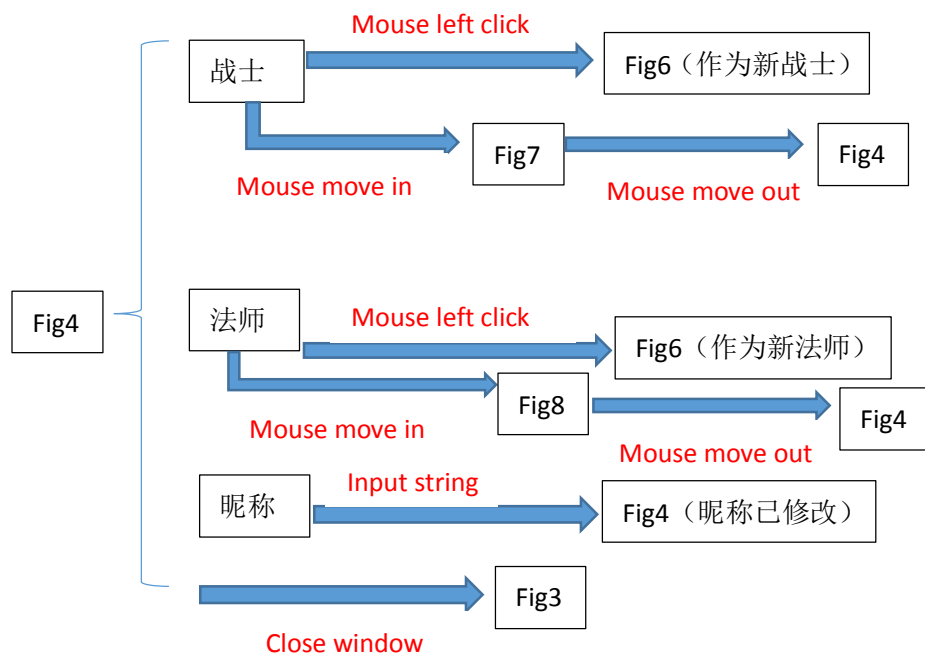 Mouse left click
战士
Fig6（作为新战士）
Fig7
Fig4
Mouse move in
Mouse move out
Fig4
法师
Mouse left click
Fig6（作为新法师）
Fig8
Fig4
Mouse move in
Mouse move out
昵称
Input string
Fig4（昵称已修改）
Fig3
Close window